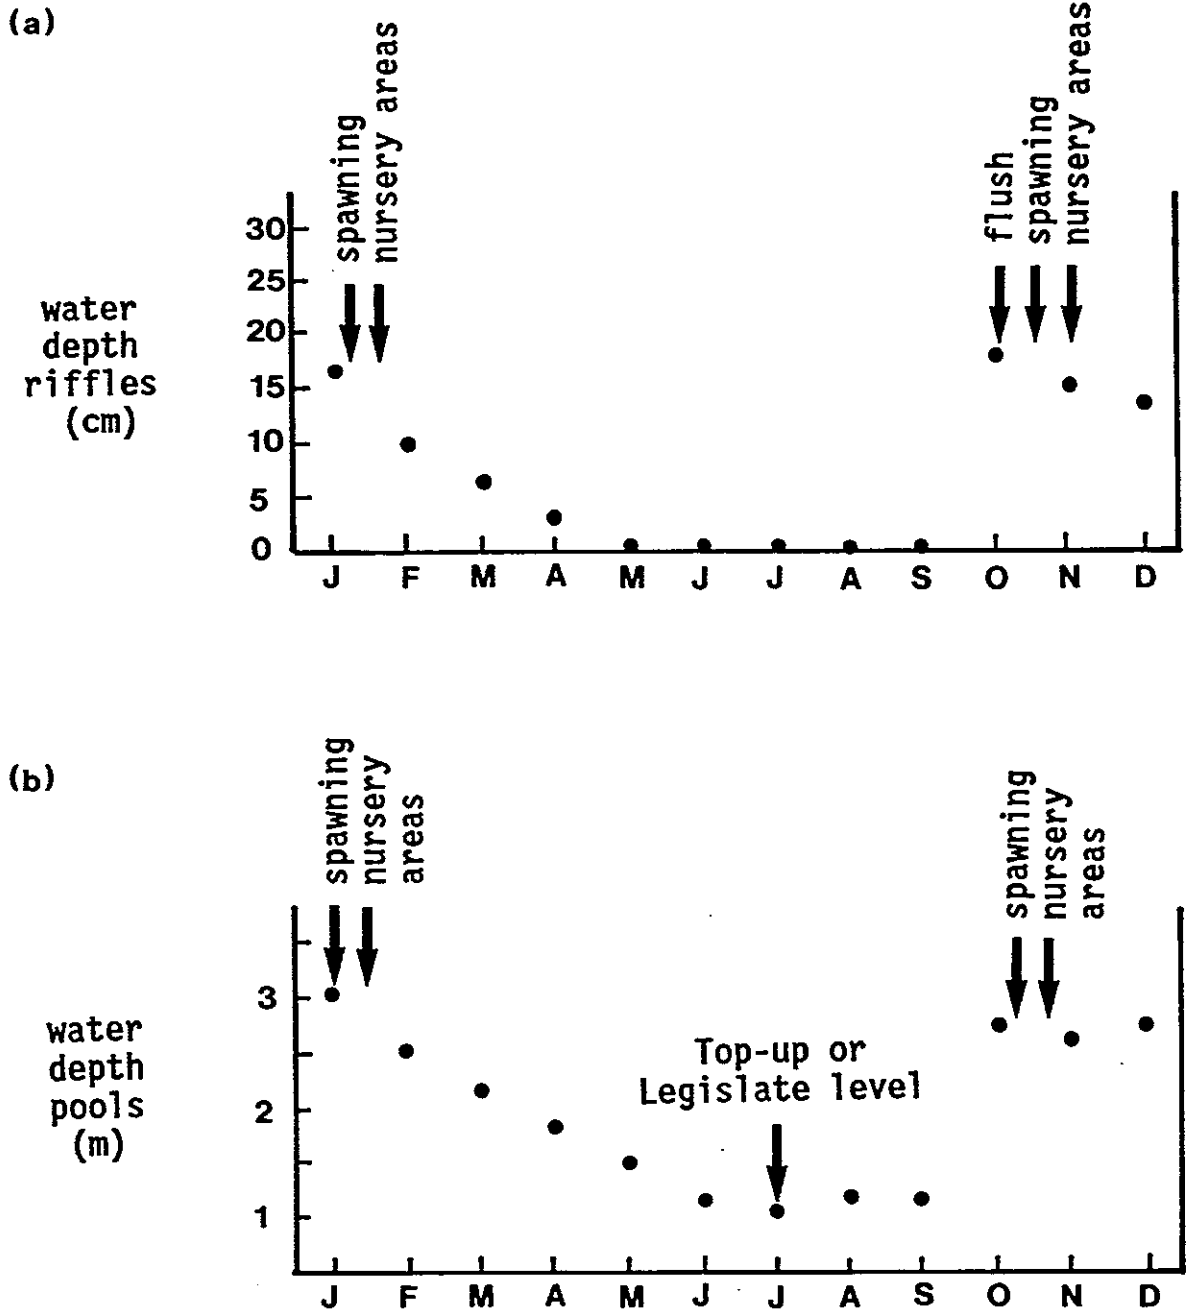 (a)
spawning
nursery areas
flush
spawning
nursery areas
30
25
20
15
10
5
0
water
depth
riffles
(cm)
J F M A M J J A S O N D
(b)
spawning
nursery
areas
spawning
nursery
areas
3
2
1
water
depth
pools
(m)
Top-up or
Legislate level
J F M A M J J A S O N D